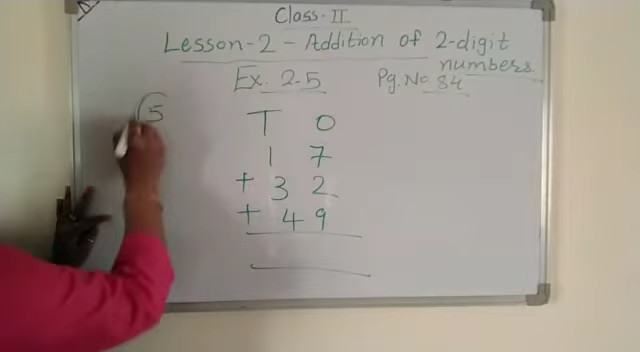 Class-II
Lesson-2 - Addition of 2-digit
numbers.
Ex. 2.5 Pg.No 84
5
T O
1 7
+ 3 2
+ 4 9